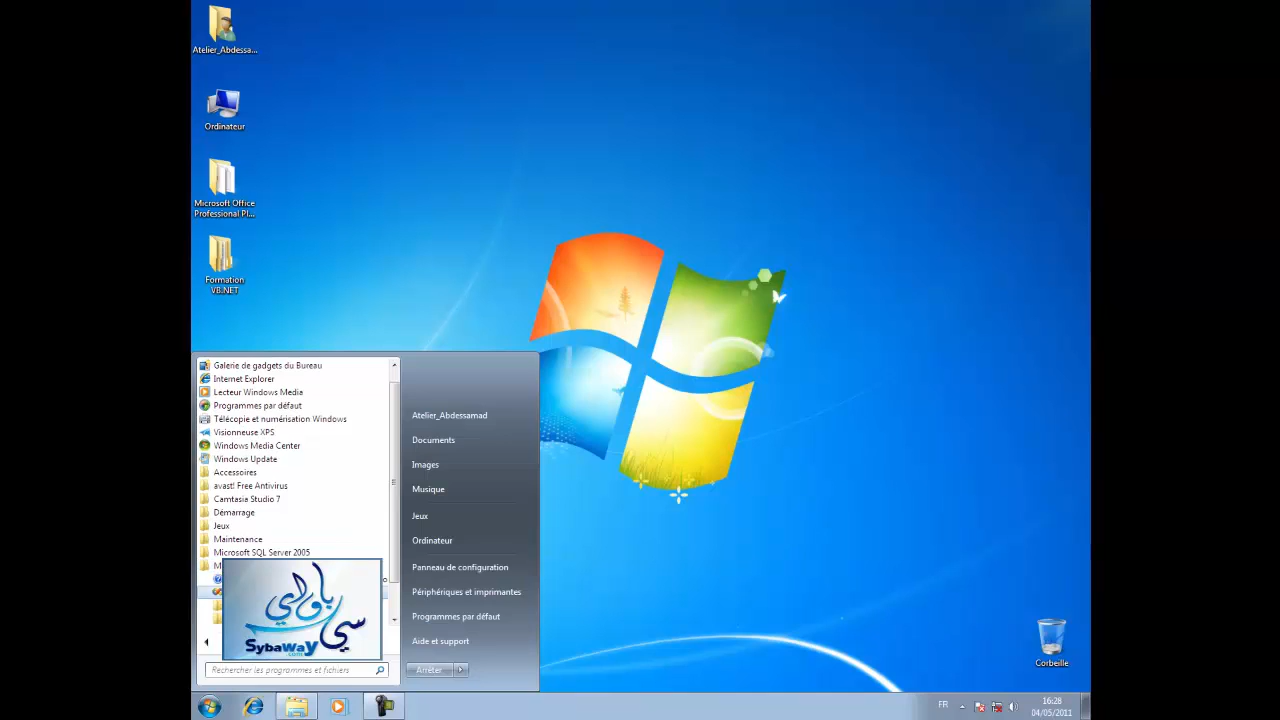 Atelier_Abdessa...
Ordinateur
Microsoft Office
Professional Pl...
Formation
VB.NET
Galerie de gadgets du Bureau
Internet Explorer
Lecteur Windows Media
Programmes par défaut
Télécopie et numérisation Windows
Visionneuse XPS
Windows Media Center
Windows Update
Accessoires
avast! Free Antivirus
Camtasia Studio 7
Démarrage
Jeux
Maintenance
Microsoft SQL Server 2005
سي باواي
SybaWay
.com
Rechercher les programmes et fichiers
Atelier_Abdessamad
Documents
Images
Musique
Jeux
Ordinateur
Panneau de configuration
Périphériques et imprimantes
Programmes par défaut
Aide et support
Arrêter
Corbeille
FR
16:28
04/05/2011